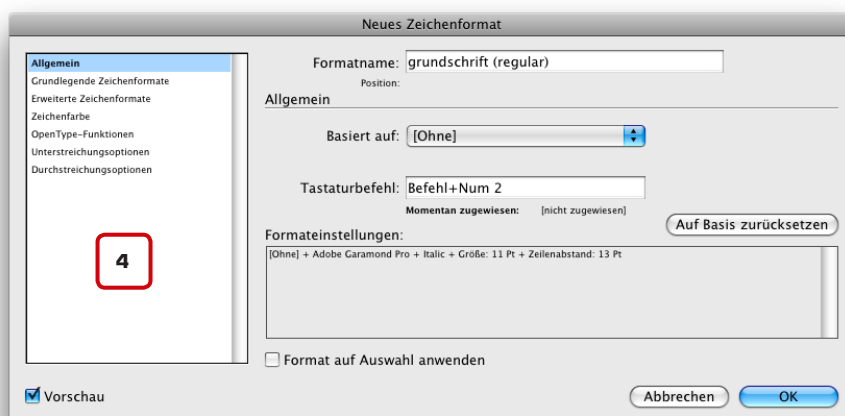 Neues Zeichenformat
Allgemein
Grundlegende Zeichenformate
Erweiterte Zeichenformate
Zeichenfarbe
OpenType-Funktionen
Unterstreichungsoptionen
Durchstreichungsoptionen
4
Formatname: grundschrift (regular)
Position:
Allgemein
Basiert auf: [Ohne]
Tastaturbefehl: Befehl+Num 2
Momentan zugewiesen: [nicht zugewiesen]
Auf Basis zurücksetzen
Formateinstellungen:
[Ohne] + Adobe Garamond Pro + Italic + Größe: 11 Pt + Zeilenabstand: 13 Pt
Format auf Auswahl anwenden
Vorschau
Abbrechen OK